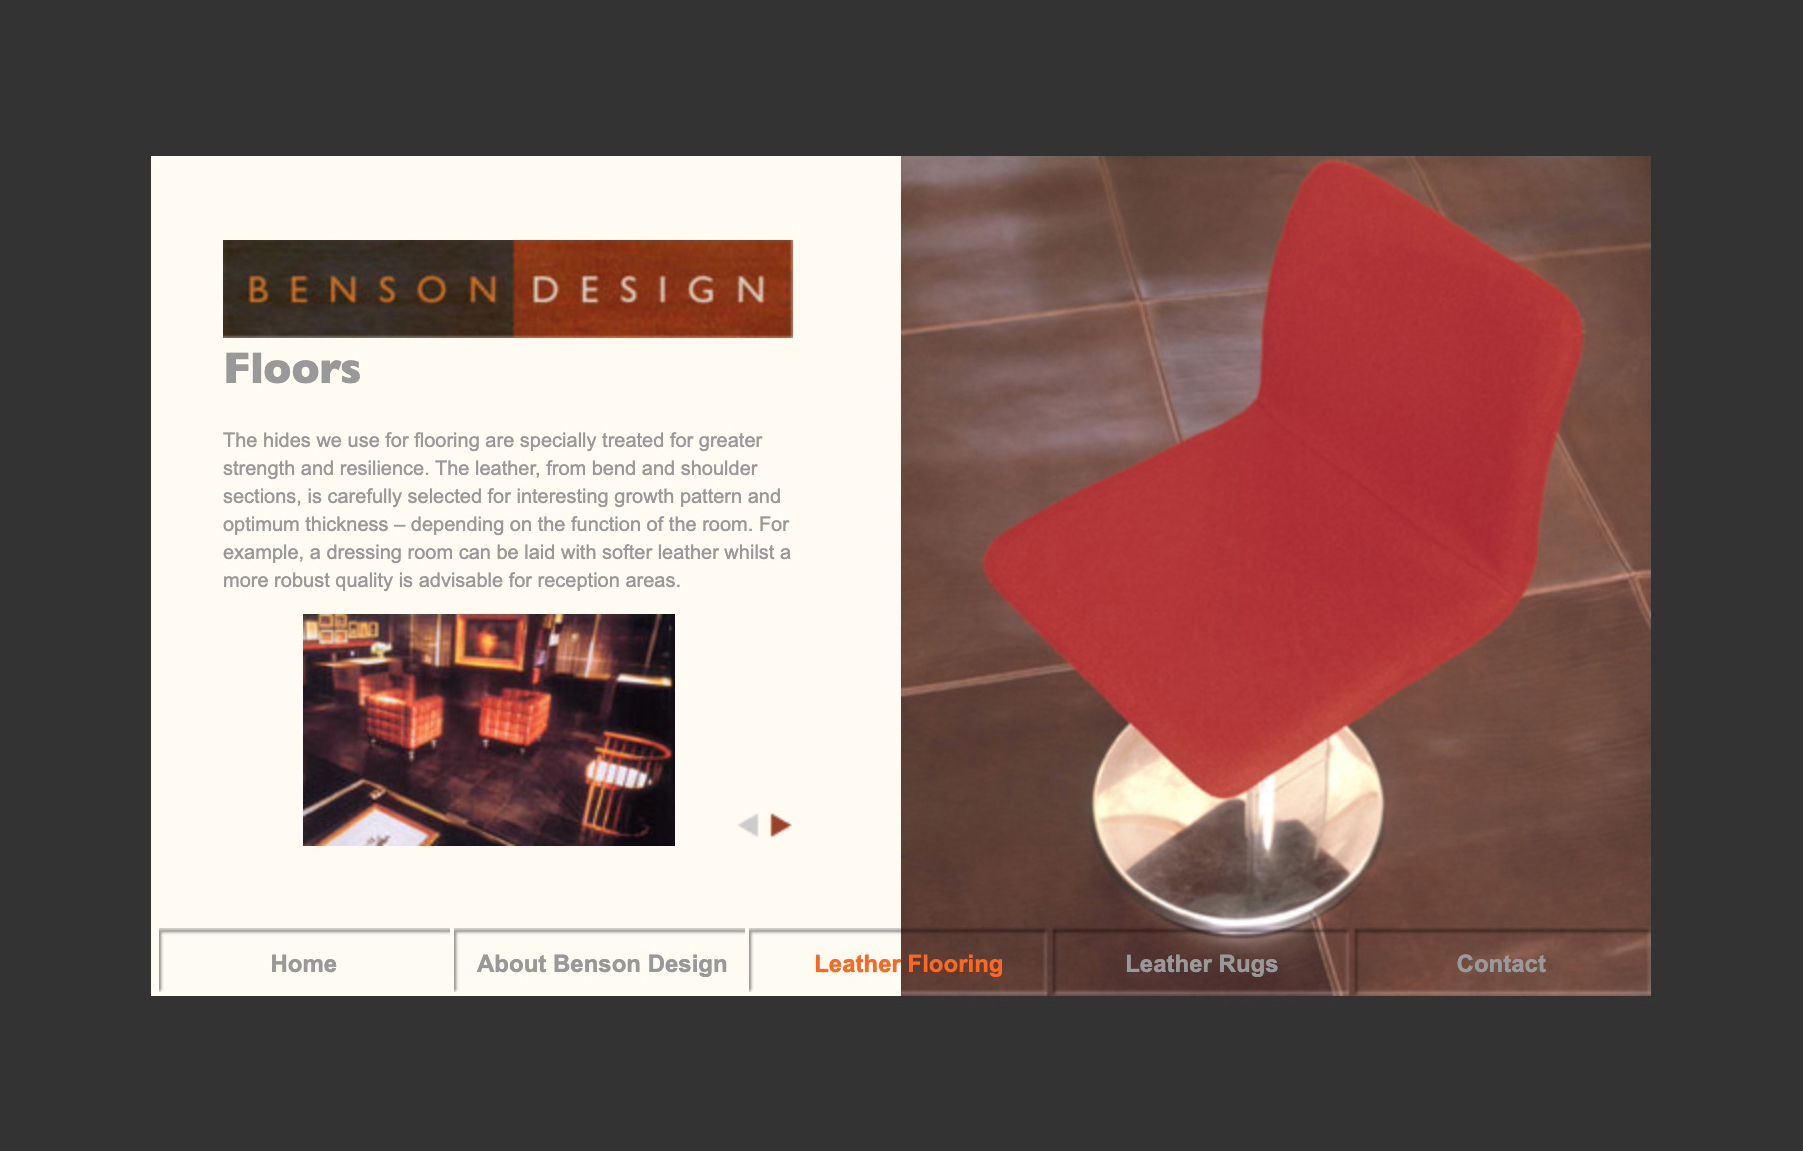 BENSON DESIGN
Floors
The hides we use for flooring are specially treated for greater
strength and resilience. The leather, from bend and shoulder
sections, is carefully selected for interesting growth pattern and
optimum thickness – depending on the function of the room. For
example, a dressing room can be laid with softer leather whilst a
more robust quality is advisable for reception areas.
Home
About Benson Design
Leather Flooring
Leather Rugs
Contact